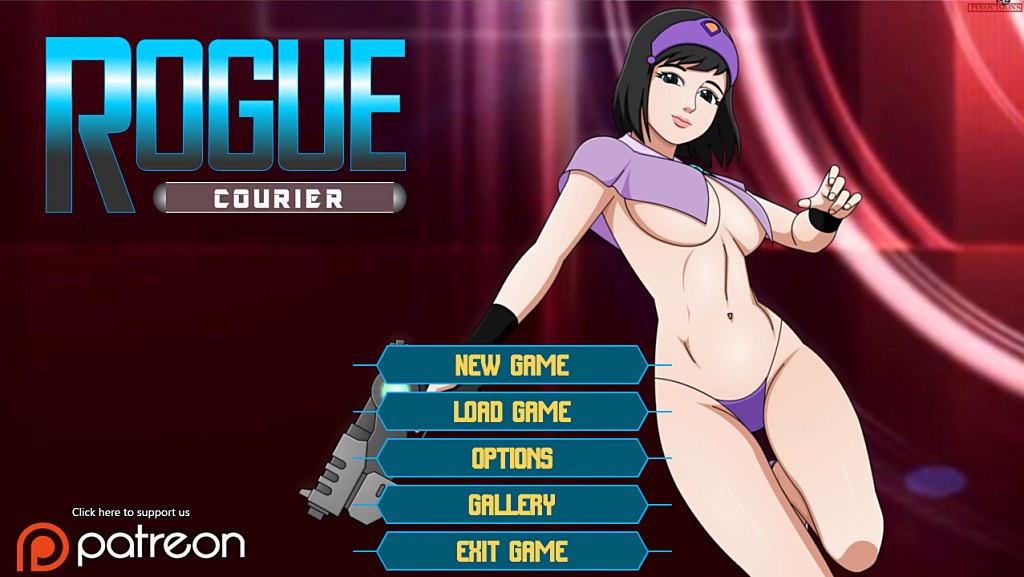 ROGUE
COURIER
NEW GAME
LOAD GAME
OPTIONS
GALLERY
EXIT GAME
Click here to support us
patreon